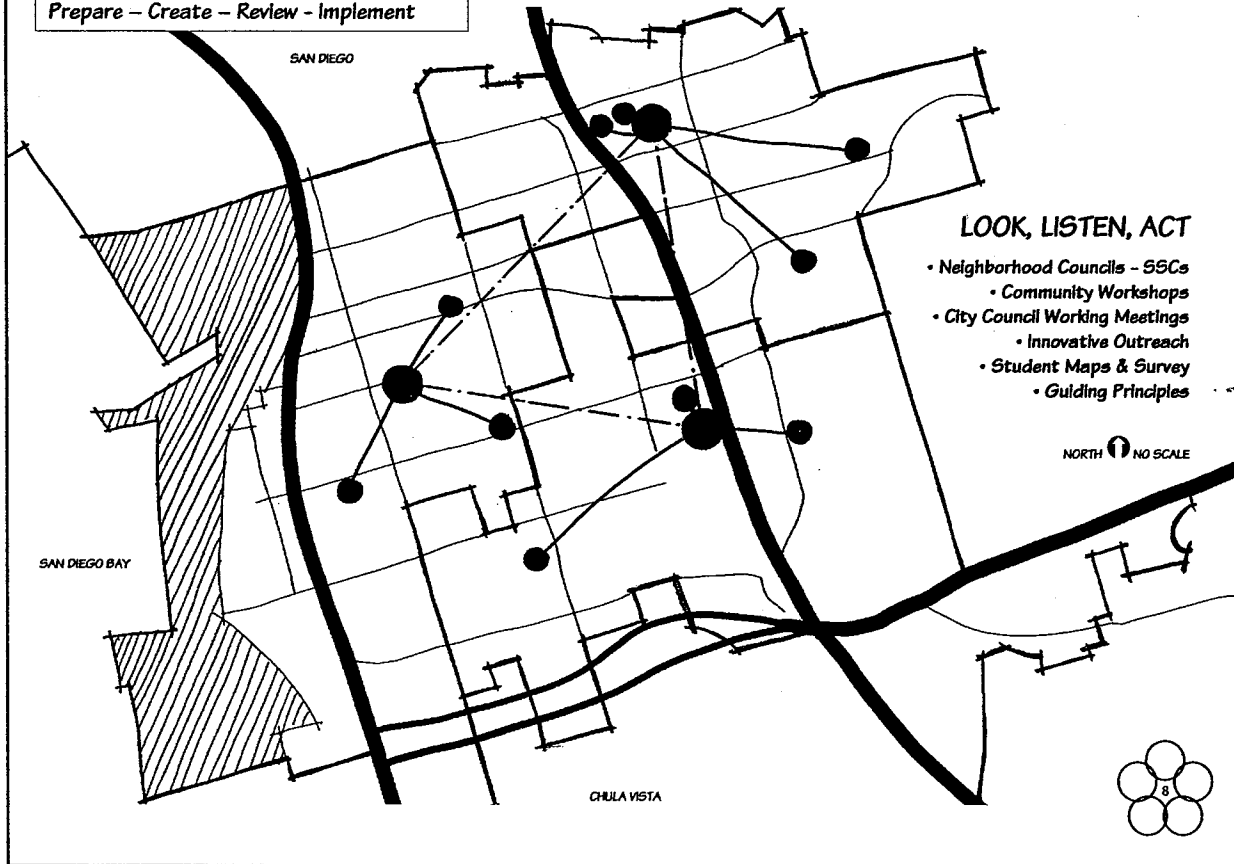 Prepare – Create – Review - Implement
SAN DIEGO
LOOK, LISTEN, ACT
• Neighborhood Councils - SSCs
• Community Workshops
• City Council Working Meetings
• Innovative Outreach
• Student Maps & Survey
• Guiding Principles
NORTH NO SCALE
SAN DIEGO BAY
CHULA VISTA
8